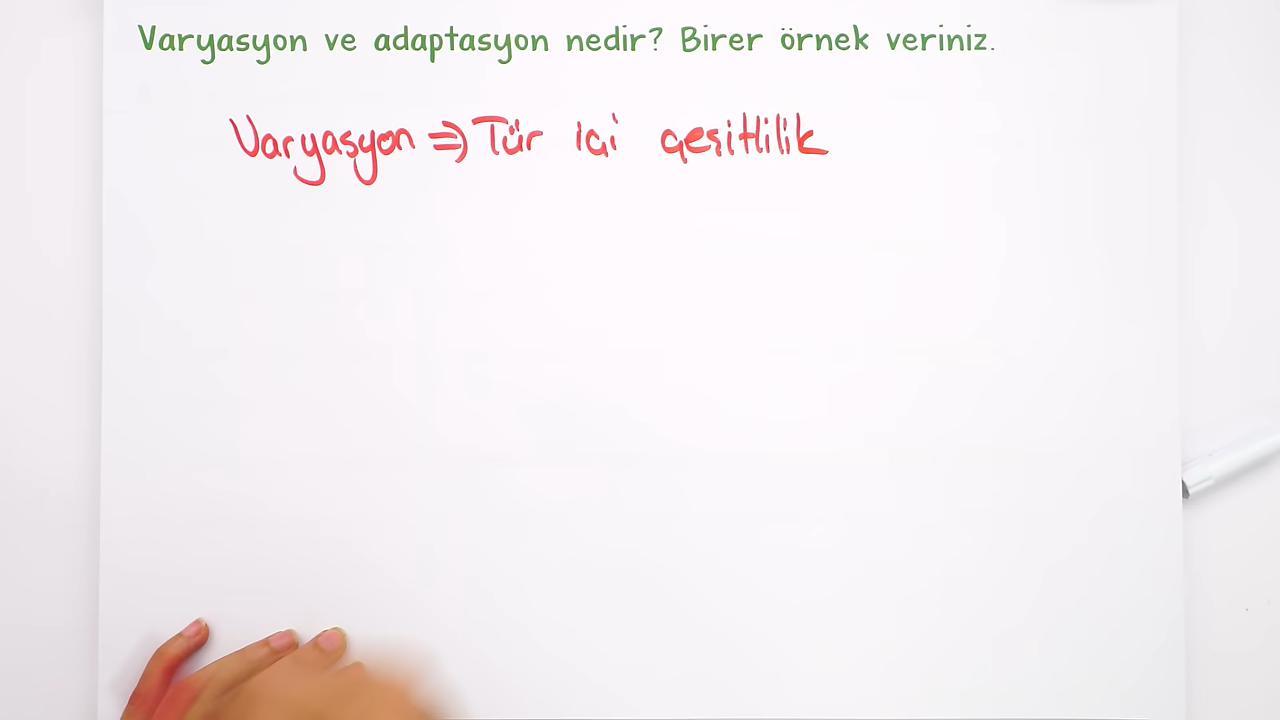 Varyasyon ve adaptasyon nedir? Birer örnek veriniz.
Varyasyon => Tür içi çeşitlilik